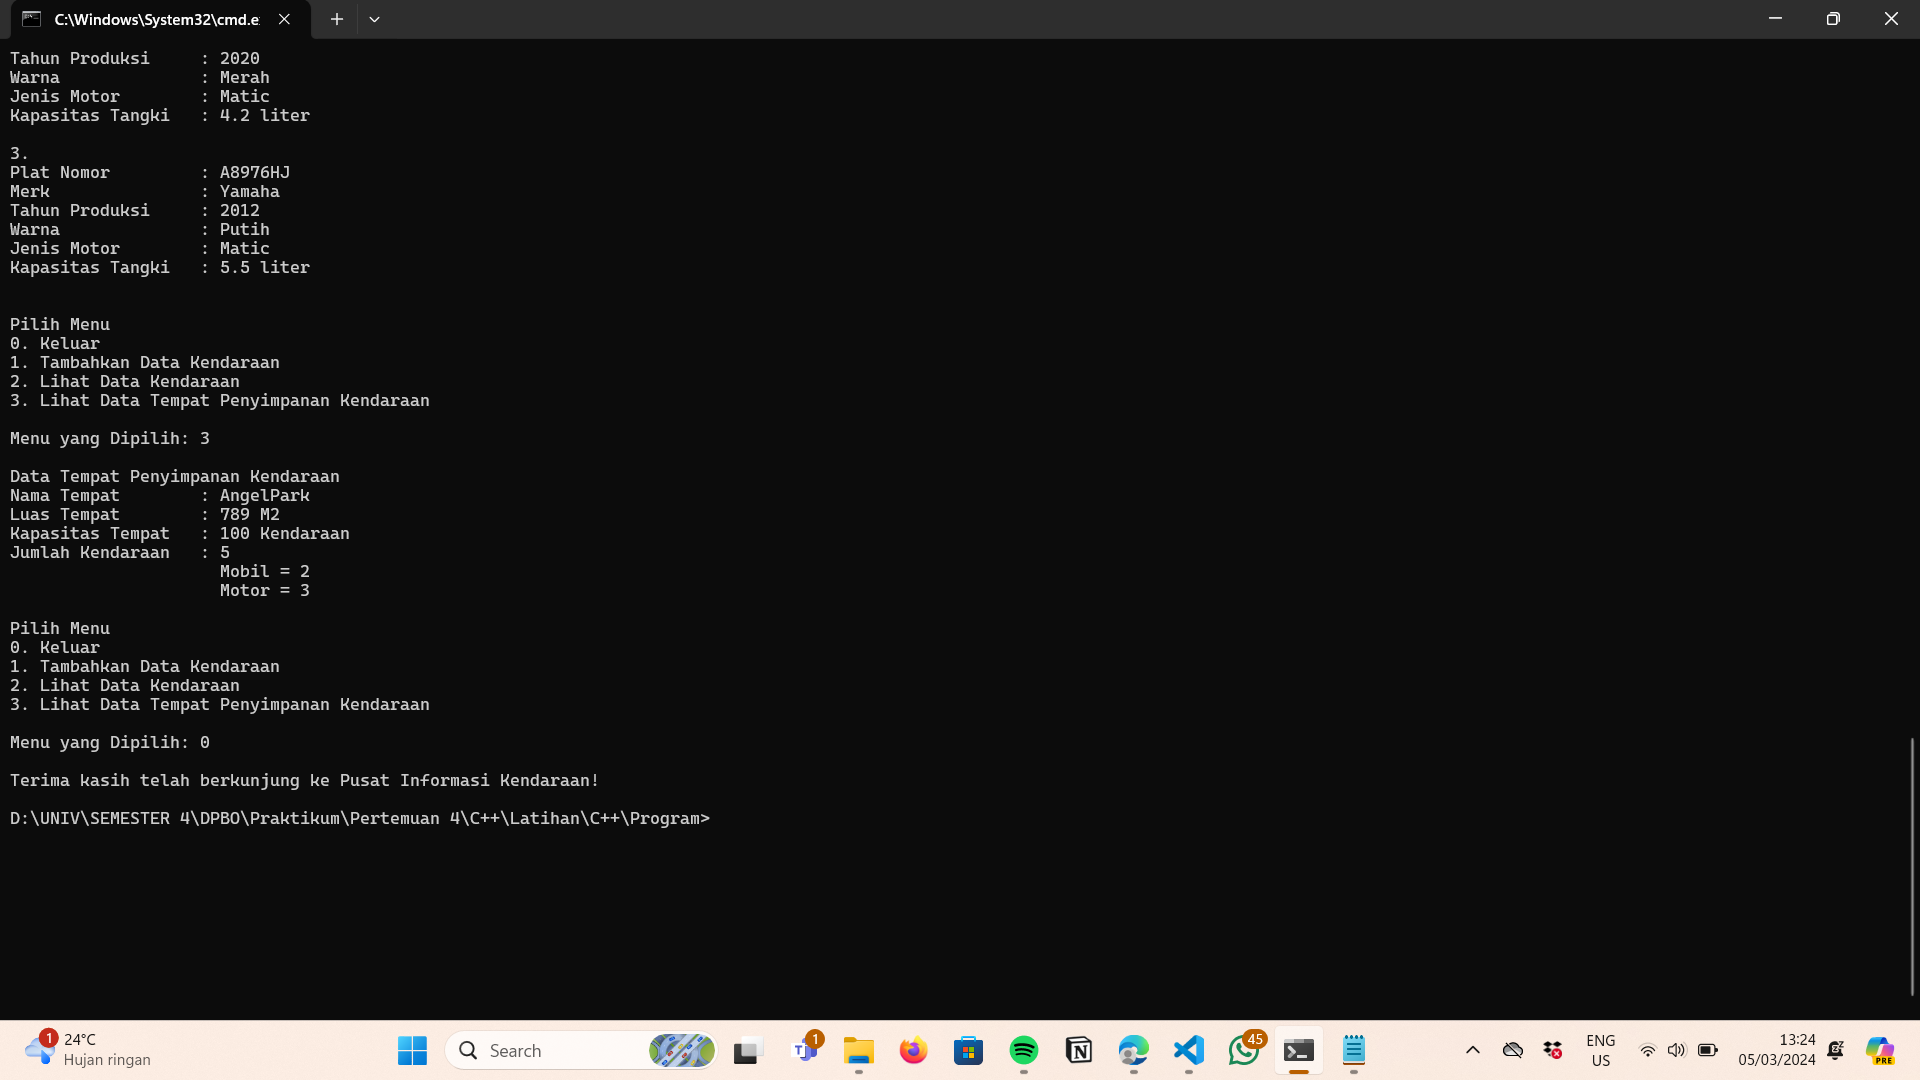 C:\Windows\System32\cmd.e
Tahun Produksi     : 2020
Warna              : Merah
Jenis Motor        : Matic
Kapasitas Tangki   : 4.2 liter
3.
Plat Nomor         : A8976HJ
Merk               : Yamaha
Tahun Produksi     : 2012
Warna              : Putih
Jenis Motor        : Matic
Kapasitas Tangki   : 5.5 liter
Pilih Menu
0. Keluar
1. Tambahkan Data Kendaraan
2. Lihat Data Kendaraan
3. Lihat Data Tempat Penyimpanan Kendaraan
Menu yang Dipilih: 3
Data Tempat Penyimpanan Kendaraan
Nama Tempat        : AngelPark
Luas Tempat        : 789 M2
Kapasitas Tempat   : 100 Kendaraan
Jumlah Kendaraan   : 5
Mobil = 2
Motor = 3
Pilih Menu
0. Keluar
1. Tambahkan Data Kendaraan
2. Lihat Data Kendaraan
3. Lihat Data Tempat Penyimpanan Kendaraan
Menu yang Dipilih: 0
Terima kasih telah berkunjung ke Pusat Informasi Kendaraan!
D:\UNIV\SEMESTER 4\DPBO\Praktikum\Pertemuan 4\C++\Latihan\C++\Program>
1
24°C
Hujan ringan
Search
1
45
ENG
US
13:24
05/03/2024
PRE